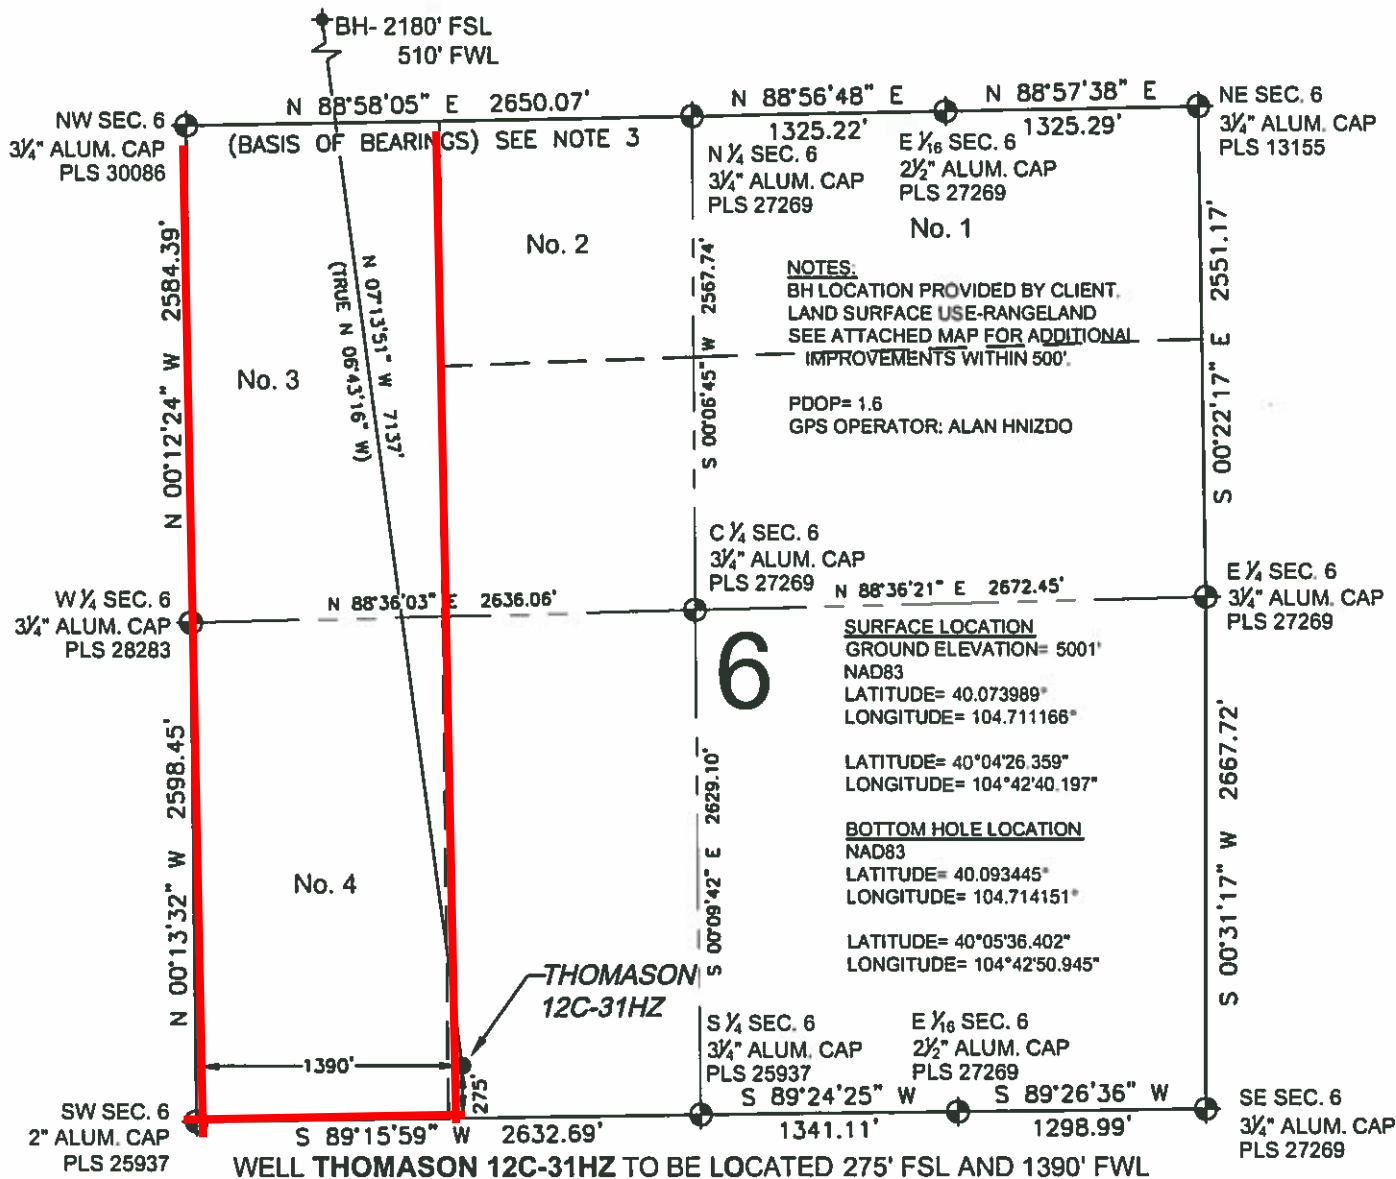 BH- 2180' FSL
510' FWL
N 88°58'05" E 2650.07'
(BASIS OF BEARINGS) SEE NOTE 3
N 88°56'48" E
1325.22'
N 88°57'38" E
1325.29'
NW SEC. 6
3¼" ALUM. CAP
PLS 30086
N ¼ SEC. 6
3¼" ALUM. CAP
PLS 27269
E 1/16 SEC. 6
2½" ALUM. CAP
PLS 27269
NE SEC. 6
3¼" ALUM. CAP
PLS 13155
No. 1
No. 2
No. 3
N 00°12'24" W 2584.39'
N 07°13'51" W 7137'
(TRUE N 06°43'16" W)
S 00°06'45" W 2567.74'
S 00°22'17" E 2551.17'
NOTES:
BH LOCATION PROVIDED BY CLIENT.
LAND SURFACE USE-RANGELAND
SEE ATTACHED MAP FOR ADDITIONAL
IMPROVEMENTS WITHIN 500'.
PDOP= 1.6
GPS OPERATOR: ALAN HNIZDO
C ¼ SEC. 6
3¼" ALUM. CAP
PLS 27269
W ¼ SEC. 6
3¼" ALUM. CAP
PLS 28283
N 88°36'03" E 2636.06'
N 88°36'21" E 2672.45'
E ¼ SEC. 6
3¼" ALUM. CAP
PLS 27269
6
SURFACE LOCATION
GROUND ELEVATION= 5001'
NAD83
LATITUDE= 40.073989°
LONGITUDE= 104.711166°
LATITUDE= 40°04'26.359"
LONGITUDE= 104°42'40.197"
BOTTOM HOLE LOCATION
NAD83
LATITUDE= 40.093445°
LONGITUDE= 104.714151°
LATITUDE= 40°05'36.402"
LONGITUDE= 104°42'50.945"
N 00°13'32" W 2598.45'
No. 4
S 00°09'42" E 2629.10'
S 00°31'17" W 2667.72'
THOMASON
12C-31HZ
1390'
275'
S ¼ SEC. 6
3¼" ALUM. CAP
PLS 25937
E 1/16 SEC. 6
2½" ALUM. CAP
PLS 27269
SW SEC. 6
2" ALUM. CAP
PLS 25937
S 89°15'59" W 2632.69'
S 89°24'25" W
1341.11'
S 89°26'36" W
1298.99'
SE SEC. 6
3¼" ALUM. CAP
PLS 27269
WELL THOMASON 12C-31HZ TO BE LOCATED 275' FSL AND 1390' FWL